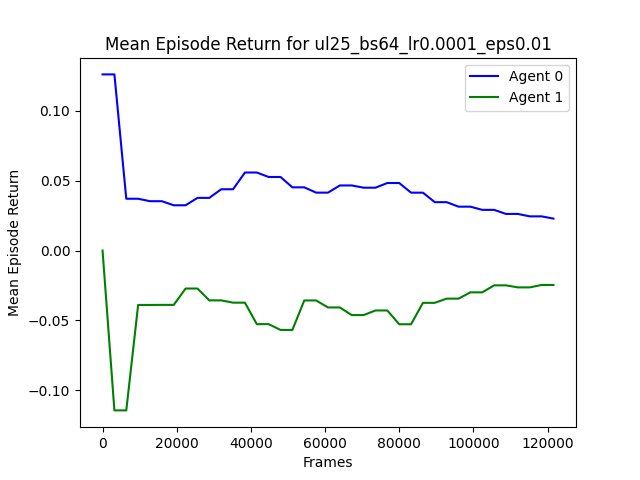 Mean Episode Return for ul25_bs64_lr0.0001_eps0.01
Agent 0
Agent 1
Mean Episode Return
0.10
0.05
0.00
−0.05
−0.10
0 20000 40000 60000 80000 100000 120000
Frames